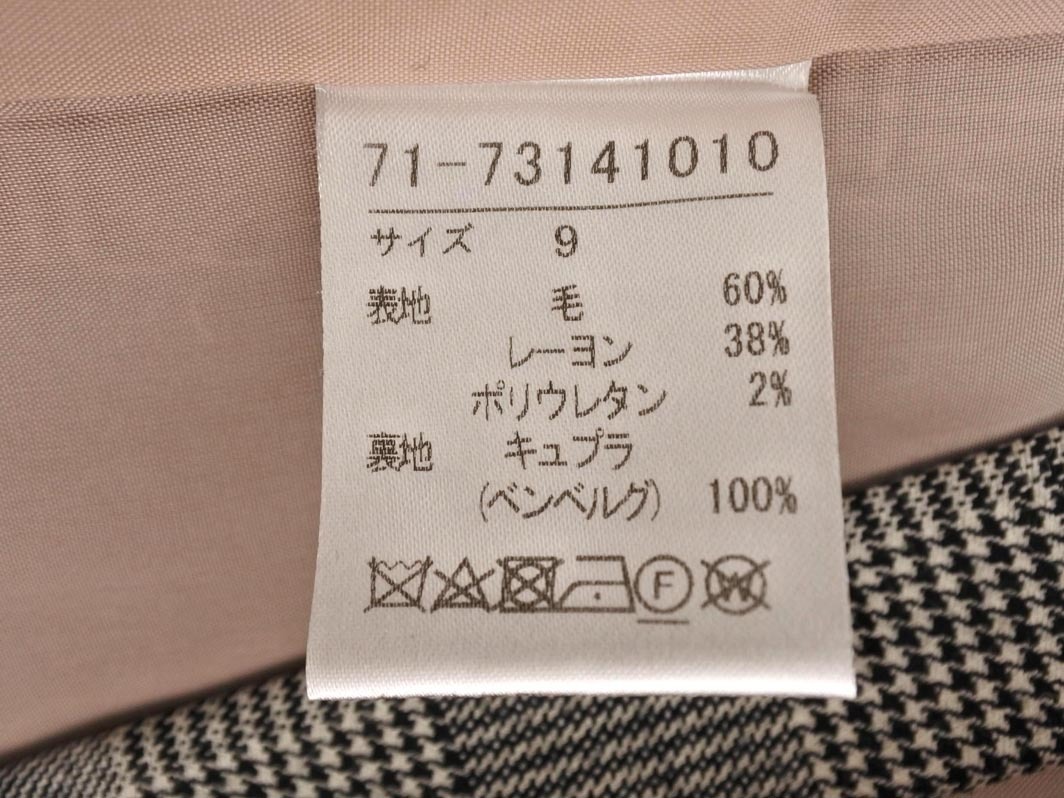 71-73141010
サイズ 9
表地 毛 60%
レーヨン 38%
ポリウレタン 2%
裏地 キュプラ
(ベンベルグ) 100%
F W